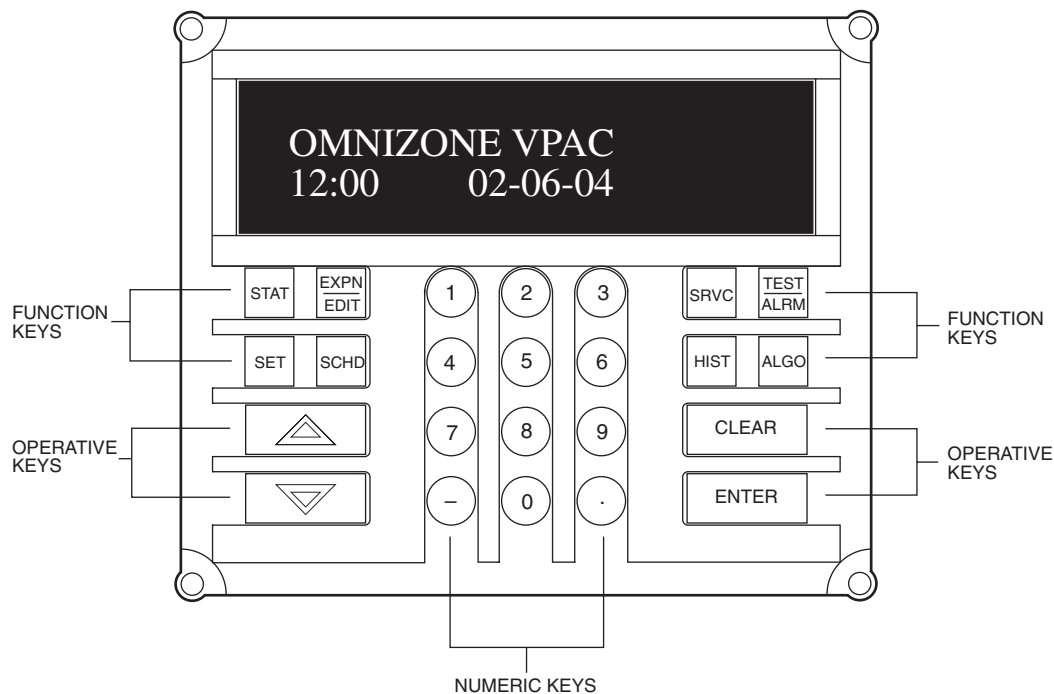 OMNIZONE VPAC
12:00 02-06-04
STAT
EXPN
EDIT
1
2
3
SRVC
TEST
ALRM
FUNCTION
KEYS
FUNCTION
KEYS
SET
SCHD
4
5
6
HIST
ALGO
7
8
9
CLEAR
OPERATIVE
KEYS
OPERATIVE
KEYS
–
0
.
ENTER
NUMERIC KEYS